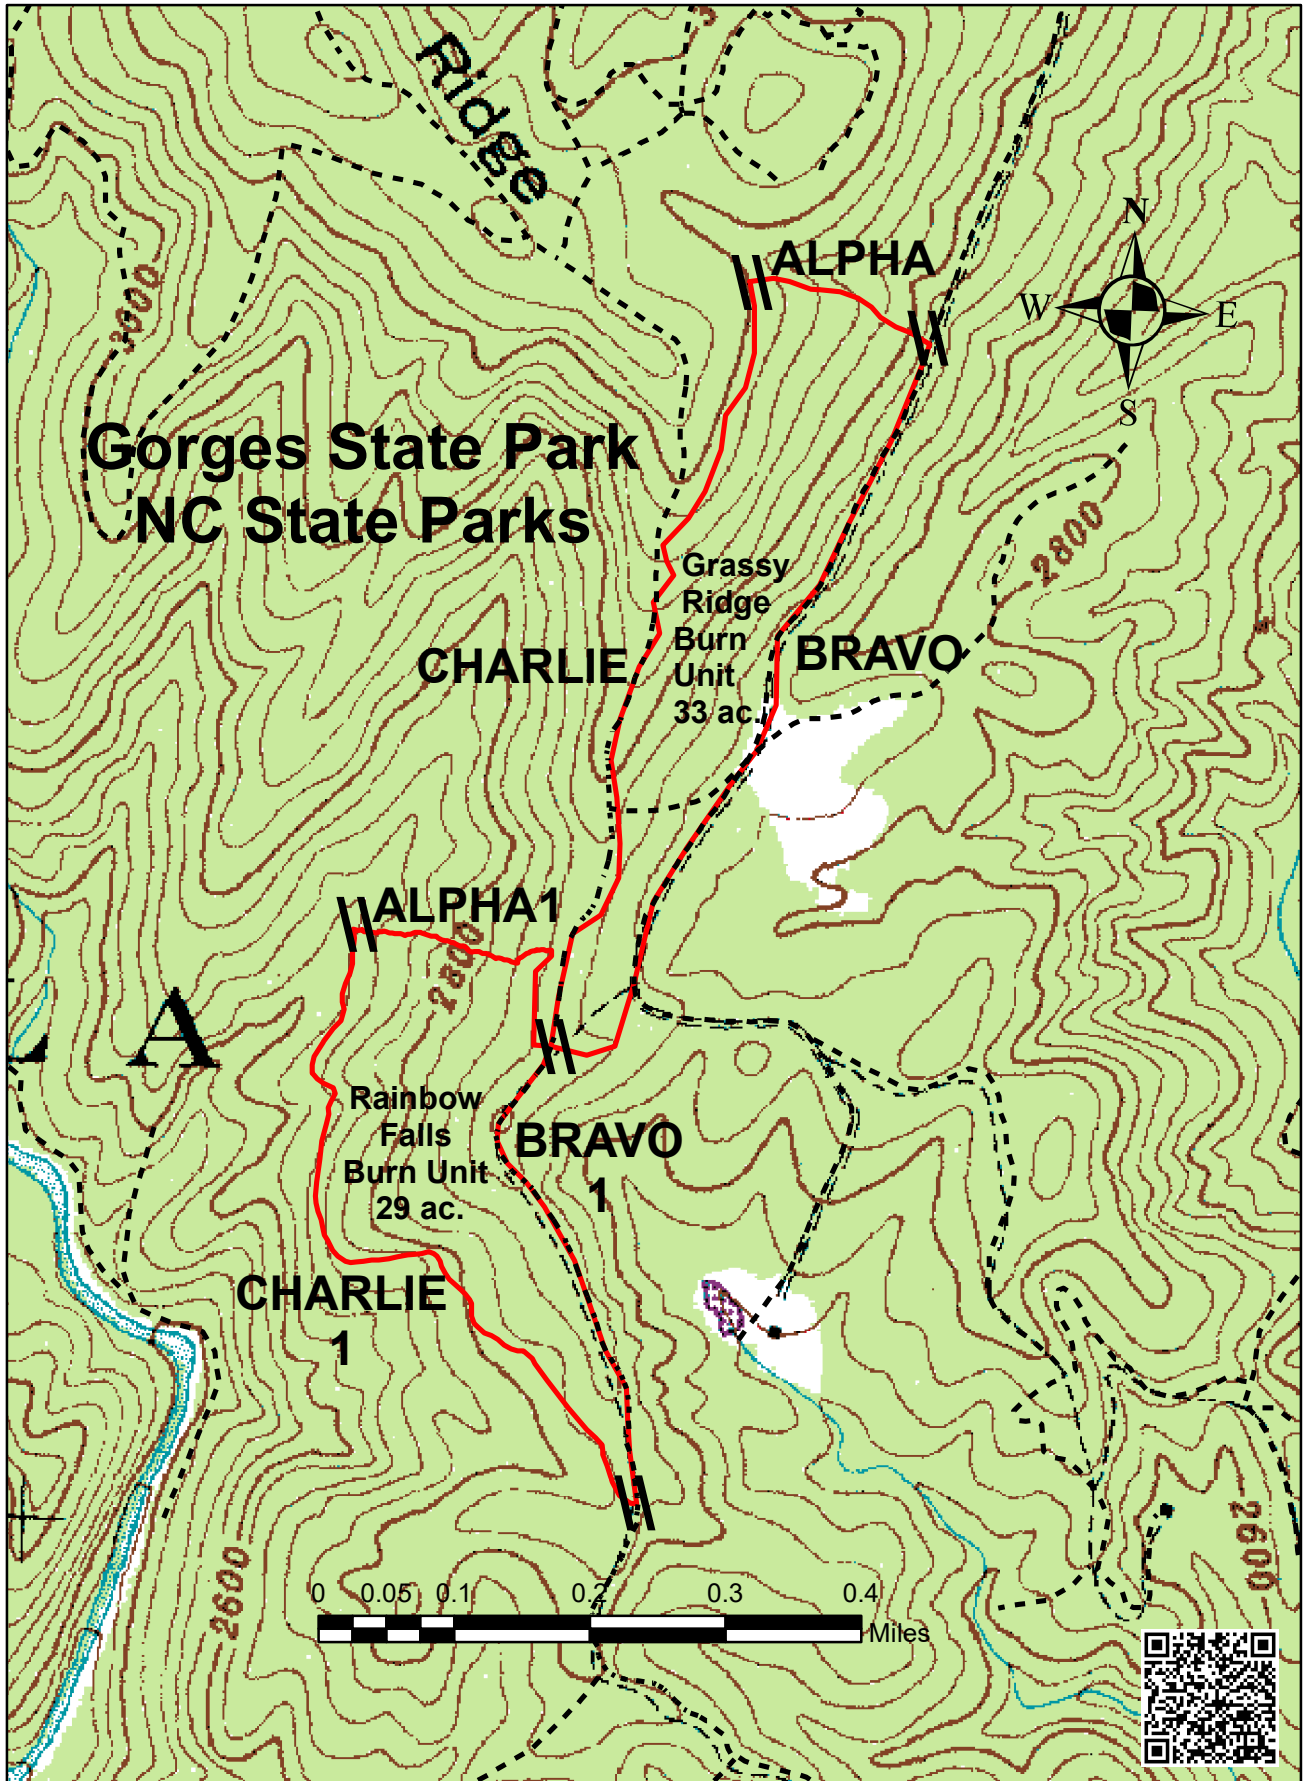 Ridge
ALPHA
N
W
E
S
3000
Gorges State Park
NC State Parks
2800
Grassy
Ridge
Burn
Unit
33 ac.
CHARLIE
BRAVO
ALPHA1
2800
A
Rainbow
Falls
Burn Unit
29 ac.
BRAVO
1
CHARLIE
1
2600
2600
0 0.05 0.1 0.2 0.3 0.4
Miles